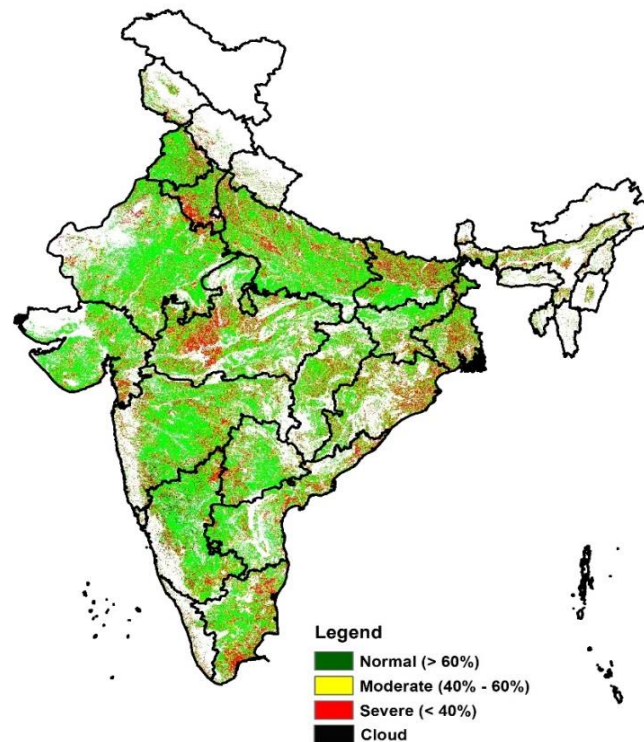 Legend
Normal (> 60%)
Moderate (40% - 60%)
Severe (< 40%)
Cloud